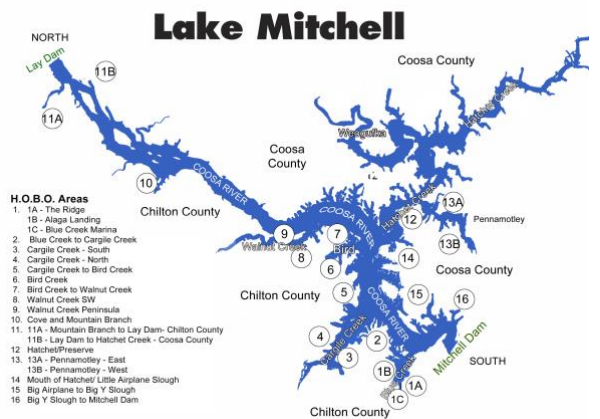 Lake Mitchell
NORTH
Lay Dam
11B
11A
Coosa County
Hatchet Creek
Weogufka
Coosa
County
10
COOSA RIVER
Chilton County
H.O.B.O. Areas
1. 1A - The Ridge
1B - Alaga Landing
1C - Blue Creek Marina
2. Blue Creek to Cargile Creek
3. Cargile Creek - South
4. Cargile Creek - North
5. Cargile Creek to Bird Creek
6. Bird Creek
7. Bird Creek to Walnut Creek
8. Walnut Creek SW
9. Walnut Creek Peninsula
10. Cove and Mountain Branch
11. 11A - Mountain Branch to Lay Dam- Chilton County
11B - Lay Dam to Hatchet Creek - Coosa County
12 Hatchet/Preserve
13. 13A - Pennamotley - East
13B - Pennamotley - West
14 Mouth of Hatchet/ Little Airplane Slough
15 Big Airplane to Big Y Slough
16 Big Y Slough to Mitchell Dam
COOSA RIVER
Hatchet Creek
13A
12
Pennamotley
13B
9
7
Walnut Creek
8
Bird
6
14
Coosa County
Chilton County
5
15
16
COOSA RIVER
4
Cargile Creek
3
2
Mitchell Dam
SOUTH
1B
1A
1C
Chilton County